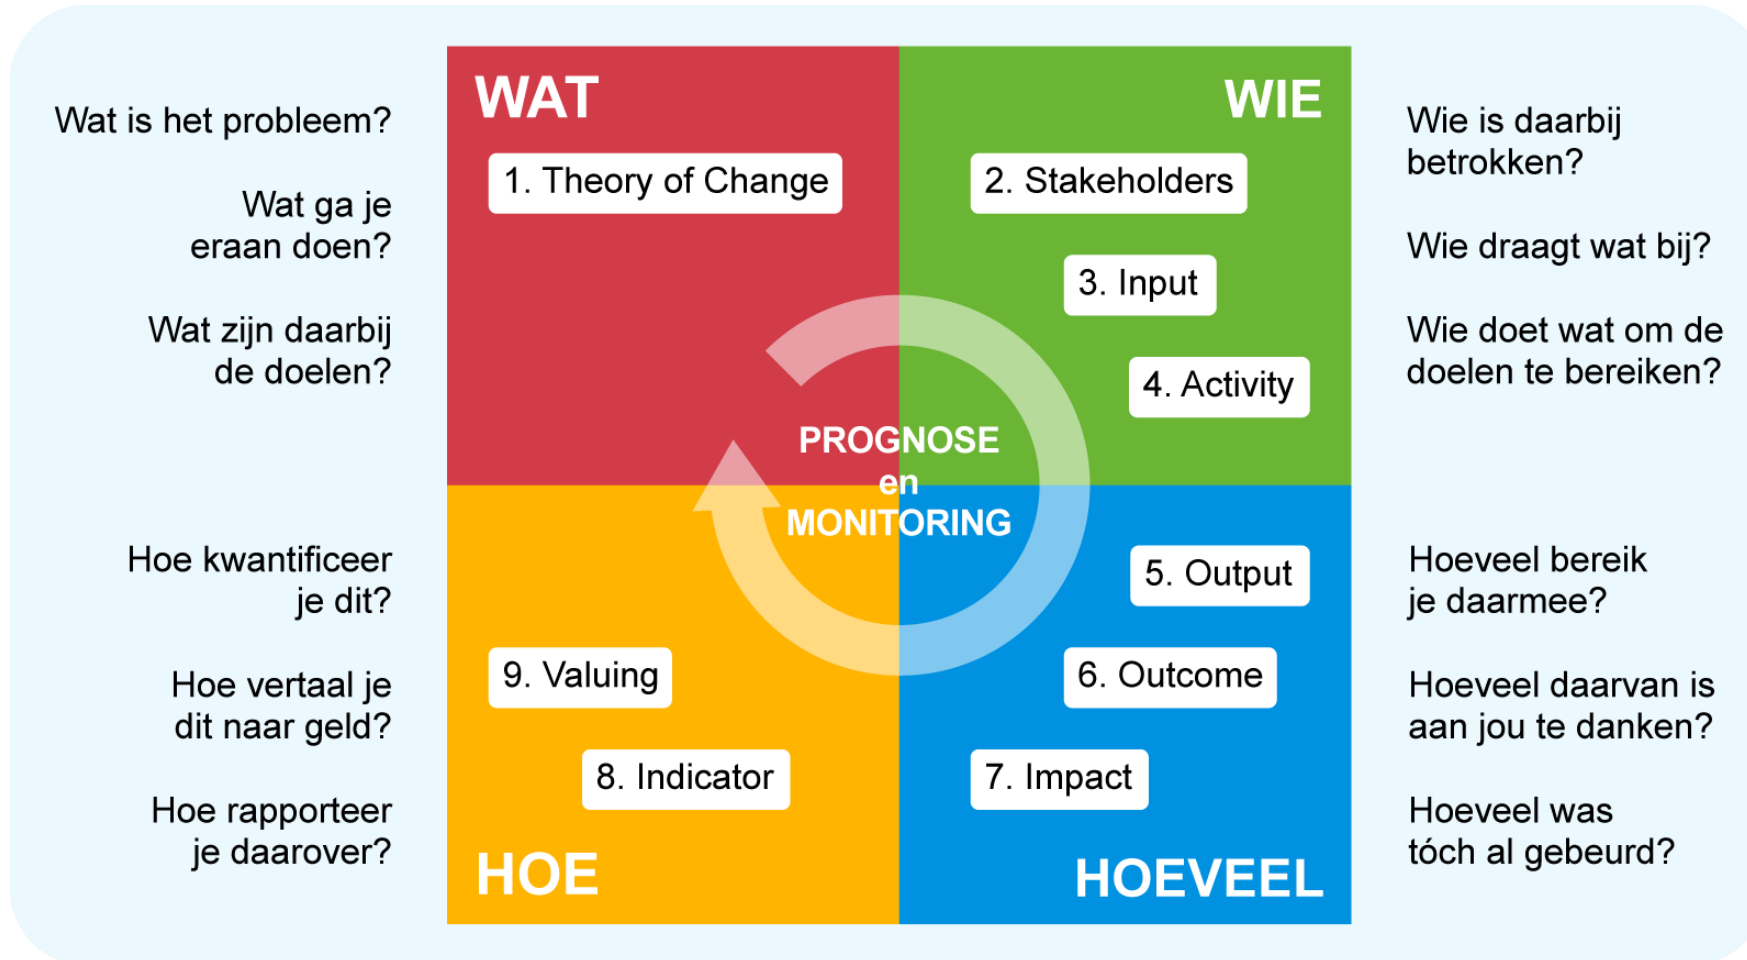 WAT
Wat is het probleem?
Wat ga je
eraan doen?
Wat zijn daarbij
de doelen?
1. Theory of Change
WIE
2. Stakeholders
3. Input
4. Activity
Wie is daarbij
betrokken?
Wie draagt wat bij?
Wie doet wat om de
doelen te bereiken?
PROGNOSE
en
MONITORING
Hoe kwantificeer
je dit?
Hoe vertaal je
dit naar geld?
Hoe rapporteer
je daarover?
9. Valuing
8. Indicator
HOE
5. Output
6. Outcome
7. Impact
HOEVEEL
Hoeveel bereik
je daarmee?
Hoeveel daarvan is
aan jou te danken?
Hoeveel was
tóch al gebeurd?